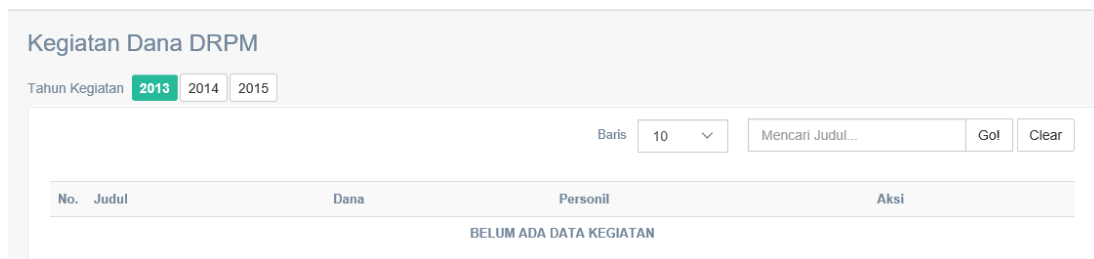 Kegiatan Dana DRPM
Tahun Kegiatan 2013 2014 2015
Baris 10 Mencari Judul... Go! Clear
No. Judul Dana Personil Aksi
BELUM ADA DATA KEGIATAN